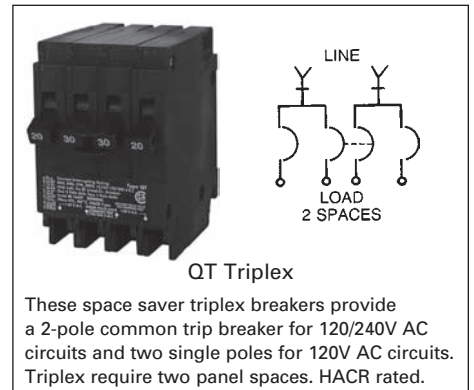 LINE
20 30 30 20
Type QT
LOAD
2 SPACES
QT Triplex
These space saver triplex breakers provide
a 2-pole common trip breaker for 120/240V AC
circuits and two single poles for 120V AC circuits.
Triplex require two panel spaces. HACR rated.